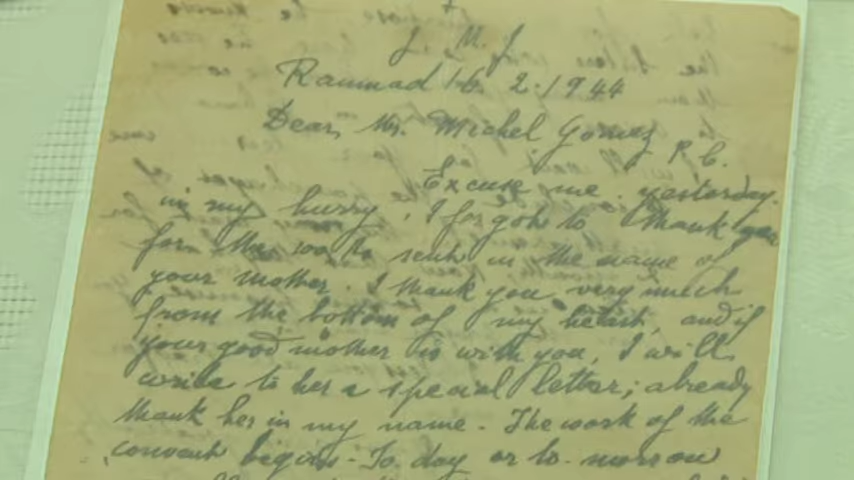 +
J. M. J
Ramnad 16. 2. 1944
Dear Mr. Michel Gomez P. C.
Excuse me. yesterday.
in my hurry, I forgot to thank you
for the 100 Rs sent in the name of
your mother. I thank you very much
from the bottom of my heart, and if
your good mother is with you, I will
write to her a special letter; already
thank her in my name. The work of the
convent begins. To day or to-morrow